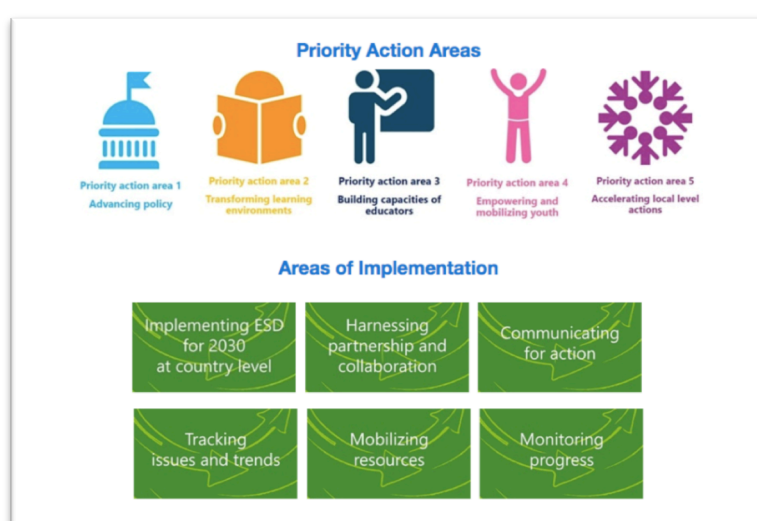 Priority Action Areas
Priority action area 1
Advancing policy
Priority action area 2
Transforming learning
environments
Priority action area 3
Building capacities of
educators
Priority action area 4
Empowering and
mobilizing youth
Priority action area 5
Accelerating local level
actions
Areas of Implementation
Implementing ESD
for 2030
at country level
Harnessing
partnership and
collaboration
Communicating
for action
Tracking
issues and trends
Mobilizing
resources
Monitoring
progress